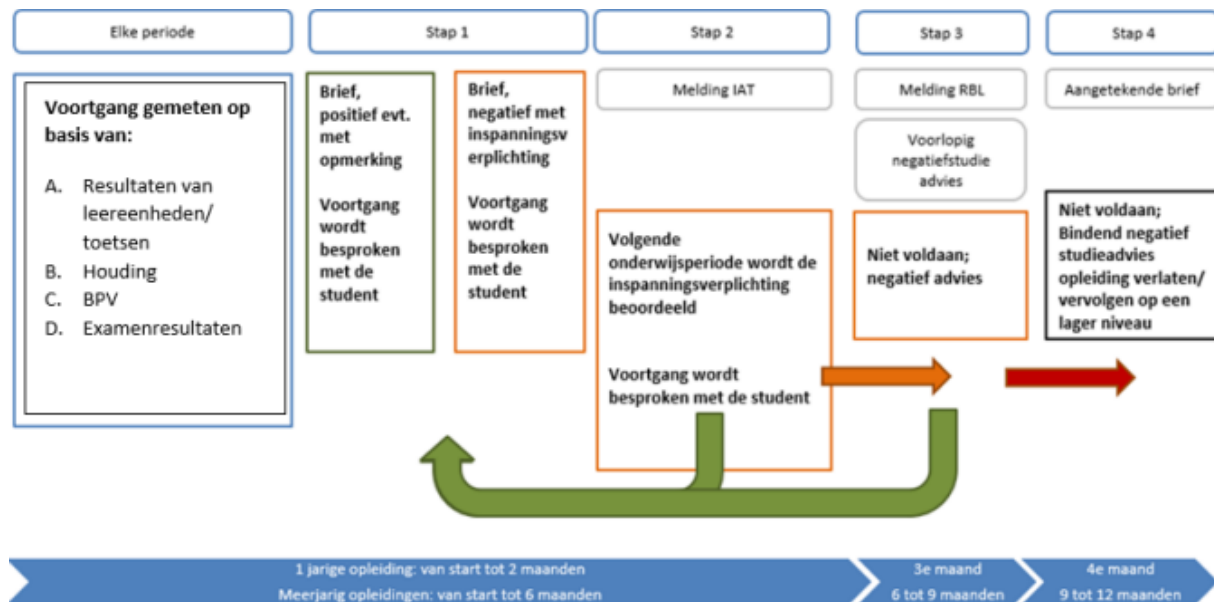 Elke periode
Stap 1
Stap 2
Stap 3
Stap 4
Voortgang gemeten op
basis van:
A. Resultaten van
leereenheden/
toetsen
B. Houding
C. BPV
D. Examenresultaten
Brief,
positief evt.
met
opmerking
Voortgang
wordt
besproken
met de
student
Brief,
negatief met
inspanningsv
erplichting
Voortgang
wordt
besproken
met de
student
Melding IAT
Volgende
onderwijsperiode wordt de
inspanningsverplichting
beoordeeld
Voortgang wordt
besproken met de student
Melding RBL
Voorlopig
negatiefstudie
advies
Niet voldaan;
negatief advies
Aangetekende brief
Niet voldaan;
Bindend negatief
studieadvies
opleiding verlaten/
vervolgen op een
lager niveau
1 jarige opleiding: van start tot 2 maanden
Meerjarig opleidingen: van start tot 6 maanden
3e maand
6 tot 9 maanden
4e maand
9 tot 12 maanden